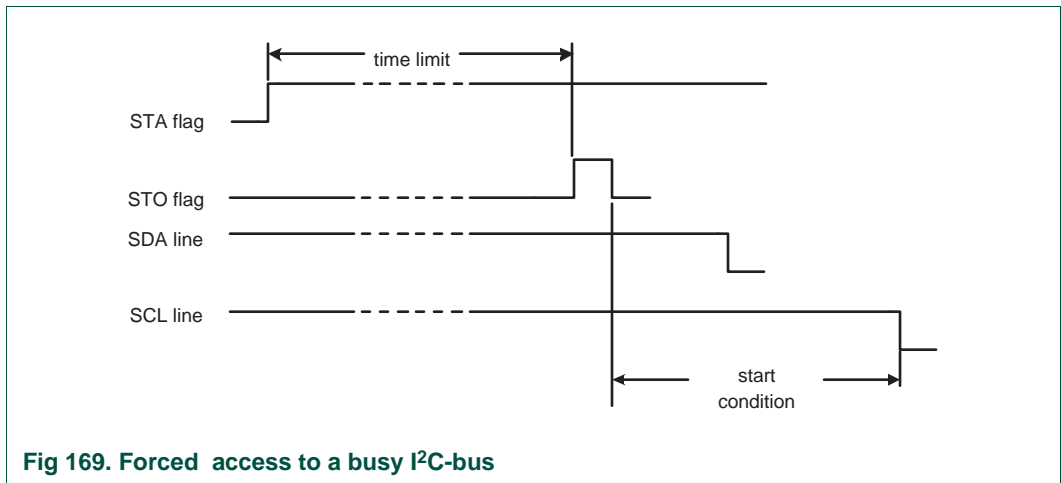 time limit
STA flag
STO flag
SDA line
SCL line
start
condition
Fig 169. Forced access to a busy I²C-bus